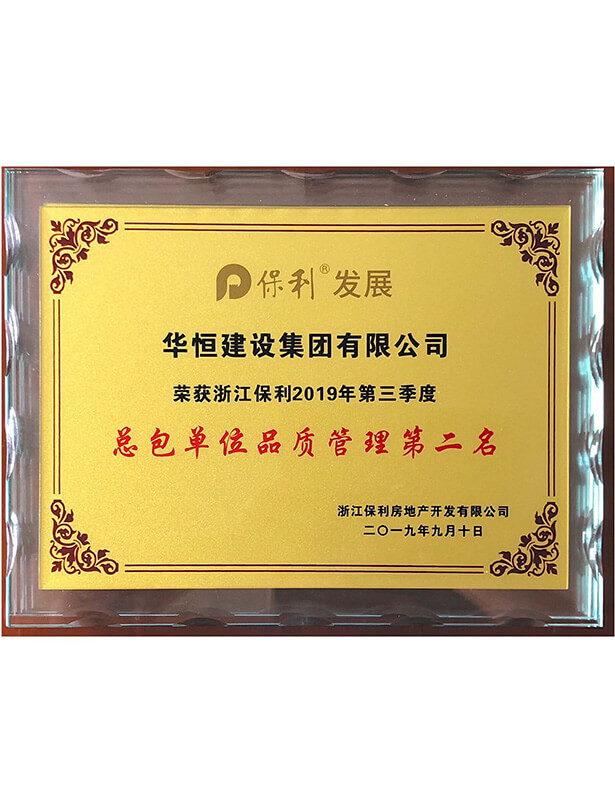 保利®发展
华恒建设集团有限公司
荣获浙江保利2019年第三季度
总包单位品质管理第二名
浙江保利房地产开发有限公司
二〇一九年九月十日